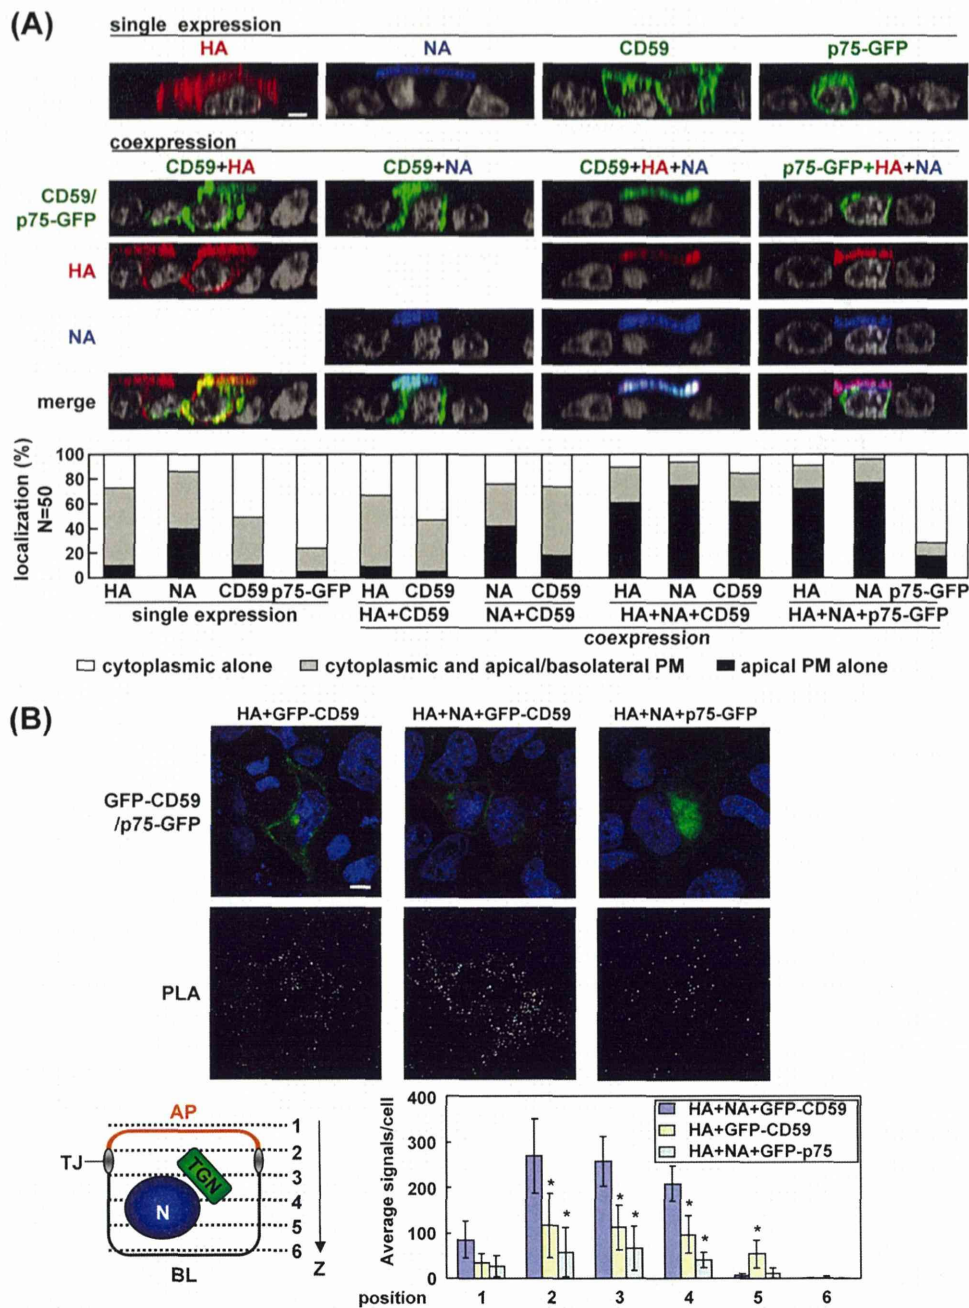 (A)
single expression
HA NA CD59 p75-GFP
coexpression
CD59+HA CD59+NA CD59+HA+NA p75-GFP+HA+NA
CD59/
p75-GFP
HA
NA
merge
localization (%)
N=50
100
80
60
40
20
0
HA NA CD59 p75-GFP HA CD59 NA CD59 HA NA CD59 HA NA p75-GFP
single expression HA+CD59 NA+CD59 HA+NA+CD59 HA+NA+p75-GFP
coexpression
cytoplasmic alone cytoplasmic and apical/basolateral PM apical PM alone
(B)
HA+GFP-CD59 HA+NA+GFP-CD59 HA+NA+p75-GFP
GFP-CD59
/p75-GFP
PLA
AP
TJ
TGN
N
BL
1
2
3
4
5
6
Z
Average signals/cell
400
300
200
100
0
HA+NA+GFP-CD59
HA+GFP-CD59
HA+NA+GFP-p75
* * * * * * *
position 1 2 3 4 5 6